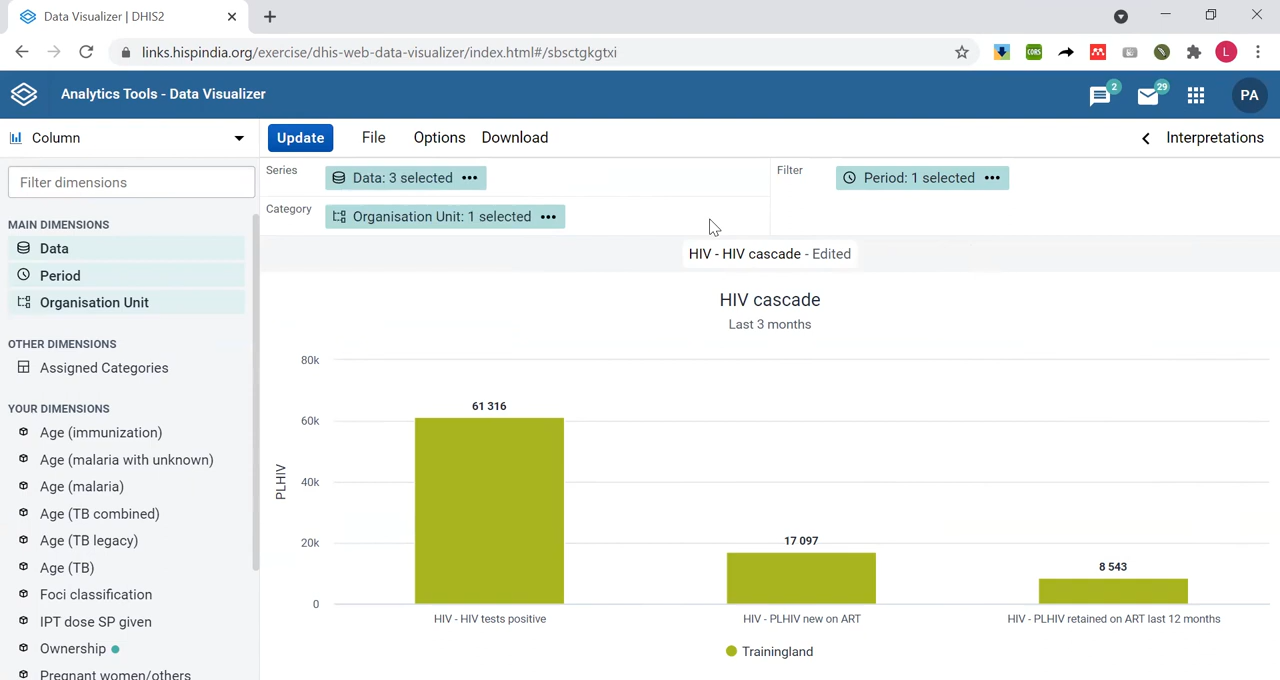 Data Visualizer | DHIS2
links.hispindia.org/exercise/dhis-web-data-visualizer/index.html#/sbsctgkgtxi
CORS
L
Analytics Tools - Data Visualizer
2
29
PA
Column
Update
File
Options
Download
Interpretations
Filter dimensions
MAIN DIMENSIONS
Data
Period
Organisation Unit
OTHER DIMENSIONS
Assigned Categories
YOUR DIMENSIONS
Age (immunization)
Age (malaria with unknown)
Age (malaria)
Age (TB combined)
Age (TB legacy)
Age (TB)
Foci classification
IPT dose SP given
Ownership
Pregnant women/others
Series
Data: 3 selected
Category
Organisation Unit: 1 selected
Filter
Period: 1 selected
HIV - HIV cascade - Edited
HIV cascade
Last 3 months
PLHIV
80k
60k
40k
20k
0
61 316
17 097
8 543
HIV - HIV tests positive
HIV - PLHIV new on ART
HIV - PLHIV retained on ART last 12 months
Trainingland